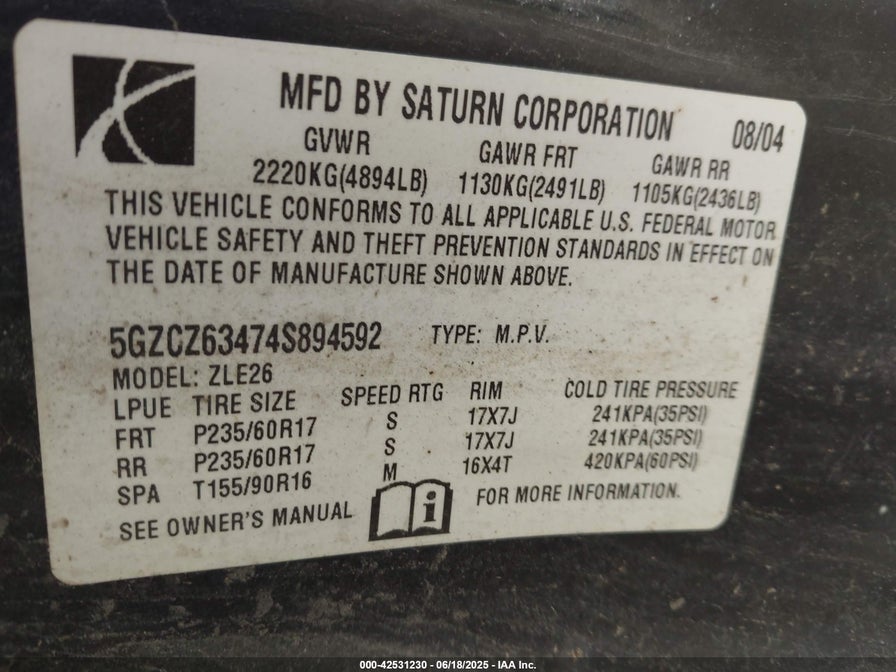 MFD BY SATURN CORPORATION 08/04
GVWR GAWR FRT GAWR RR
2220KG(4894LB) 1130KG(2491LB) 1105KG(2436LB)
THIS VEHICLE CONFORMS TO ALL APPLICABLE U.S. FEDERAL MOTOR
VEHICLE SAFETY AND THEFT PREVENTION STANDARDS IN EFFECT ON
THE DATE OF MANUFACTURE SHOWN ABOVE.
5GZCZ63474S894592 TYPE: M.P.V.
MODEL: ZLE26
LPUE TIRE SIZE SPEED RTG RIM COLD TIRE PRESSURE
FRT P235/60R17 S 17X7J 241KPA(35PSI)
RR P235/60R17 S 17X7J 241KPA(35PSI)
SPA T155/90R16 M 16X4T 420KPA(60PSI)
SEE OWNER'S MANUAL i FOR MORE INFORMATION.
000-42531230 - 06/18/2025 - IAA Inc.